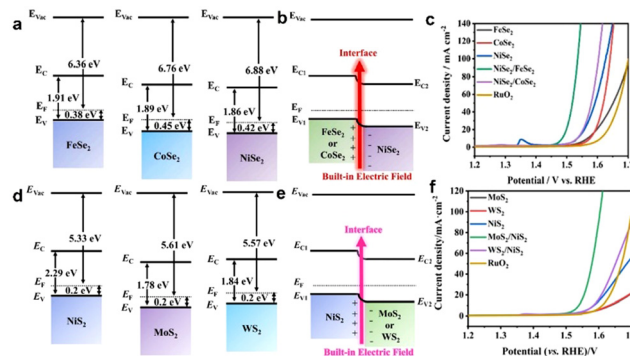 a
E_Vac
6.36 eV
E_C
1.91 eV
E_F
0.38 eV
E_V
FeSe₂
E_Vac
6.76 eV
E_C
1.89 eV
E_F
0.45 eV
E_V
CoSe₂
E_Vac
6.88 eV
E_C
1.86 eV
E_F
0.42 eV
E_V
NiSe₂
b
E_Vac
Interface
E_C1
E_C2
E_F
E_V1
E_V2
FeSe₂
or
CoSe₂
NiSe₂
Built-in Electric Field
c
Current density / mA cm⁻²
140
120
100
80
60
40
20
0
FeSe₂
CoSe₂
NiSe₂
NiSe₂/FeSe₂
NiSe₂/CoSe₂
RuO₂
1.2 1.3 1.4 1.5 1.6 1.7
Potential / V vs. RHE
d
E_Vac
5.33 eV
E_C
2.29 eV
E_F
0.2 eV
E_V
NiS₂
E_Vac
5.61 eV
E_C
1.78 eV
E_F
0.2 eV
E_V
MoS₂
E_Vac
5.57 eV
E_C
1.84 eV
E_F
0.2 eV
E_V
WS₂
e
E_Vac
Interface
E_C1
E_C2
E_F
E_V1
E_V2
NiS₂
MoS₂
or
WS₂
Built-in Electric Field
f
Current density/mA·cm⁻²
120
100
80
60
40
20
0
MoS₂
WS₂
NiS₂
MoS₂/NiS₂
WS₂/NiS₂
RuO₂
1.2 1.3 1.4 1.5 1.6 1.7
Potential (vs. RHE)/V